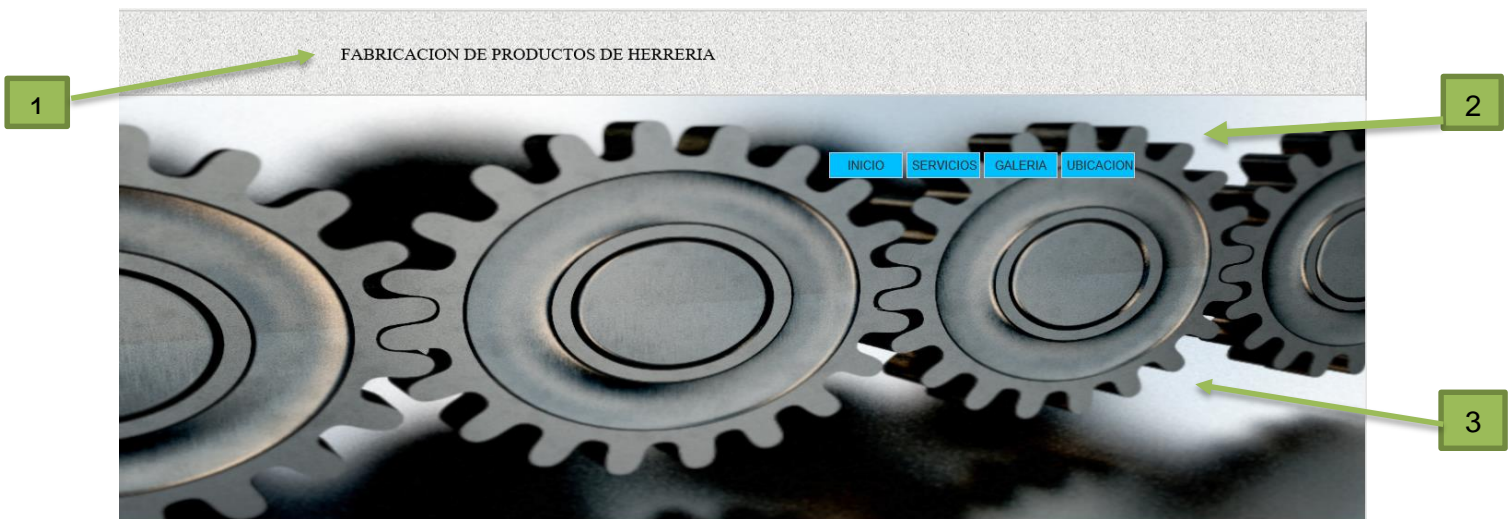 FABRICACION DE PRODUCTOS DE HERRERIA
1
2
INICIO SERVICIOS GALERIA UBICACION
3